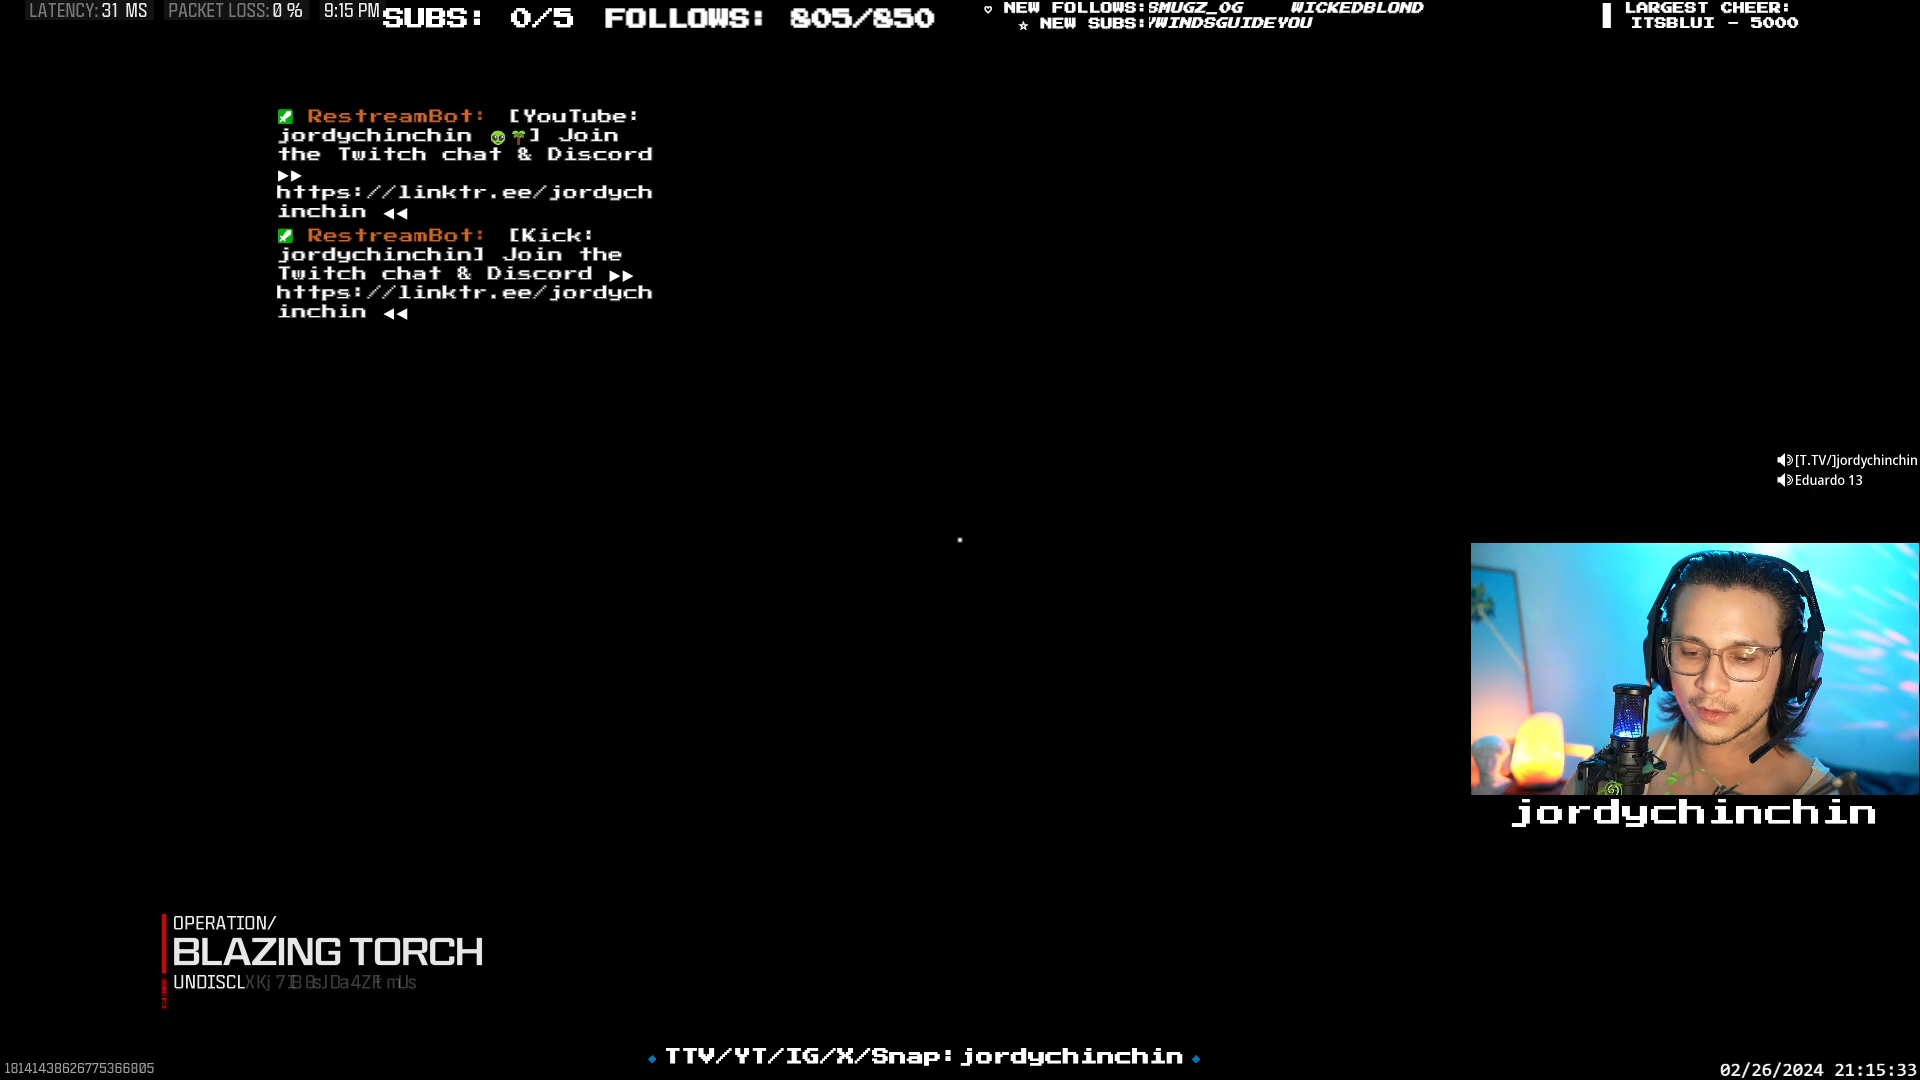 LATENCY: 31 MS PACKET LOSS: 0 % 9:15 PM
SUBS: 0/5 FOLLOWS: 805/850
♡ NEW FOLLOWS: SMUGZ_OG WICKEDBLOND
☆ NEW SUBS: YWINDSGUIDEYOU
LARGEST CHEER:
ITSBLUI - 5000
RestreamBot: [YouTube:
jordychinchin 👽🌴] Join
the Twitch chat & Discord
▶▶
https://linktr.ee/jordych
inchin ◀◀
RestreamBot: [Kick:
jordychinchin] Join the
Twitch chat & Discord ▶▶
https://linktr.ee/jordych
inchin ◀◀
[T.TV/]jordychinchin
Eduardo 13
jordychinchin
OPERATION/
BLAZING TORCH
UNDISCL
TTV/YT/IG/X/Snap: jordychinchin
18141438626775366805
02/26/2024 21:15:33